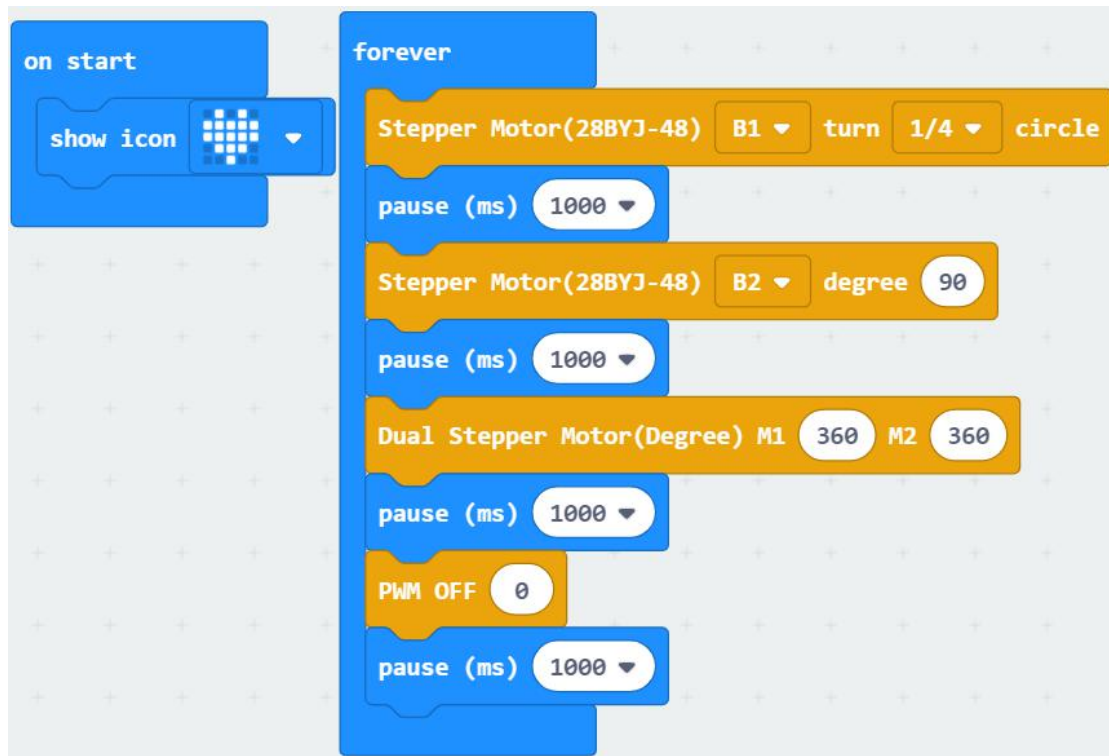 on start
show icon
forever
Stepper Motor(28BYJ-48) B1 turn 1/4 circle
pause (ms) 1000
Stepper Motor(28BYJ-48) B2 degree 90
pause (ms) 1000
Dual Stepper Motor(Degree) M1 360 M2 360
pause (ms) 1000
PWM OFF 0
pause (ms) 1000